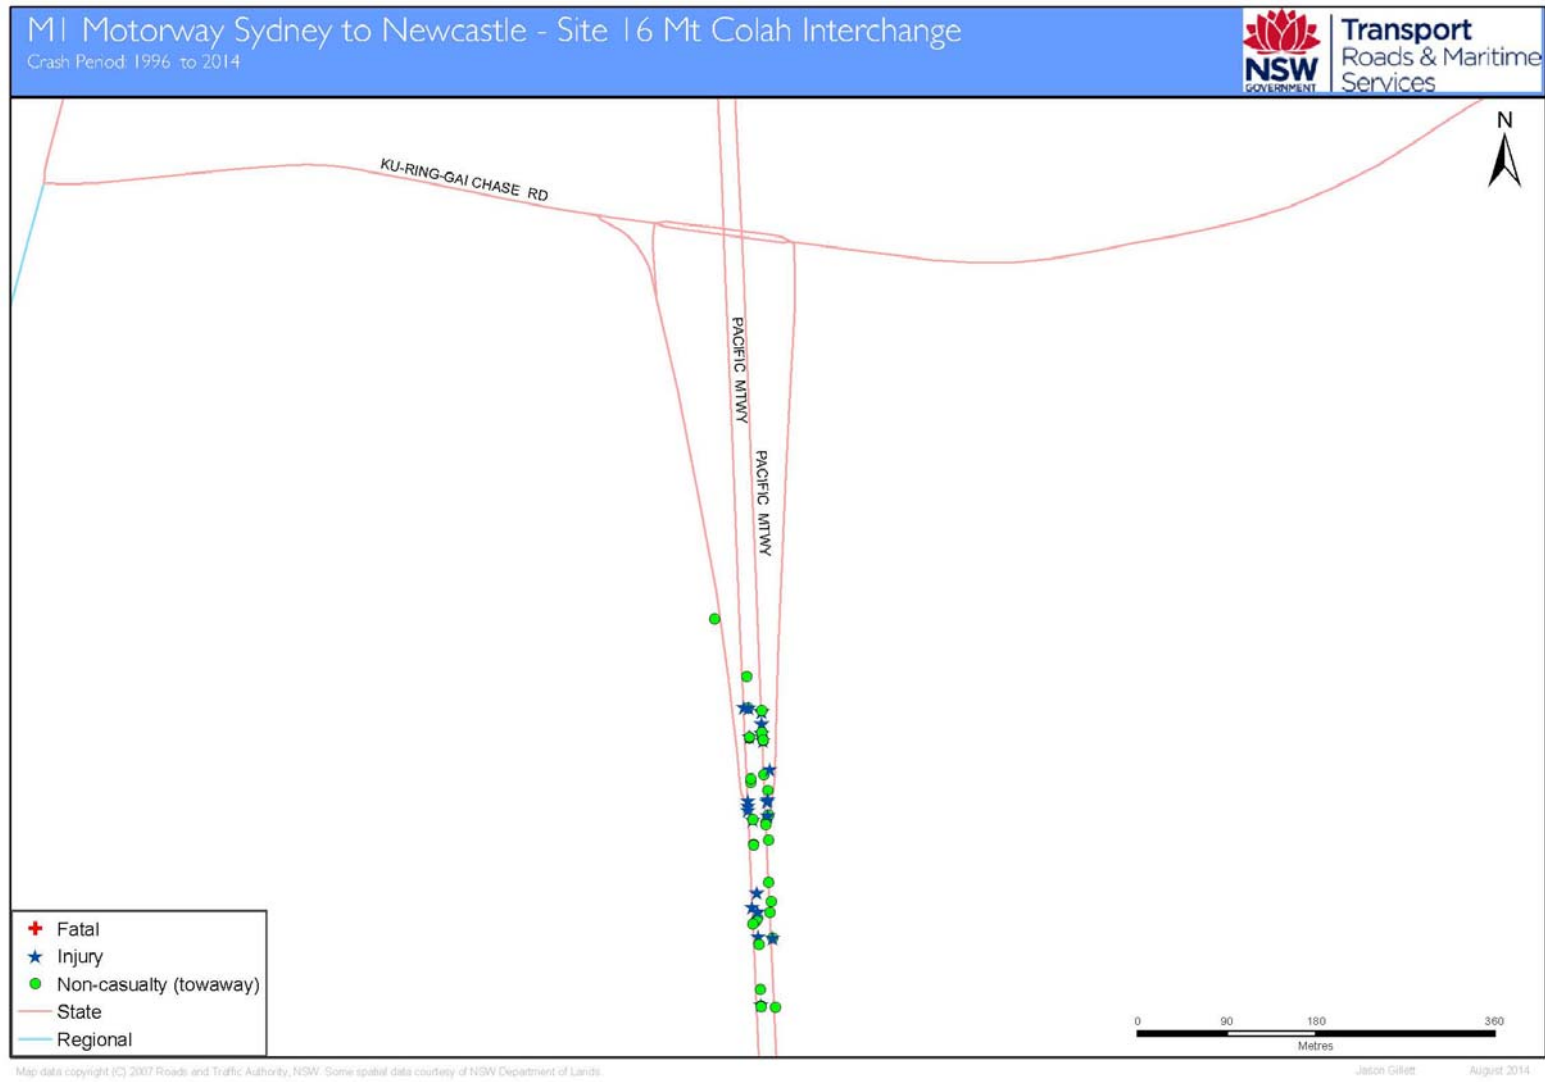 M1 Motorway Sydney to Newcastle - Site 16 Mt Colah Interchange
Crash Period: 1996 to 2014
NSW
GOVERNMENT
Transport
Roads & Maritime
Services
N
KU-RING-GAI CHASE RD
PACIFIC MTWY
PACIFIC MTWY
Fatal
Injury
Non-casualty (towaway)
State
Regional
0 90 180 360
Metres
Map data copyright (C) 2007 Roads and Traffic Authority, NSW. Some spatial data courtesy of NSW Department of Lands.
Jason Gillett August 2014